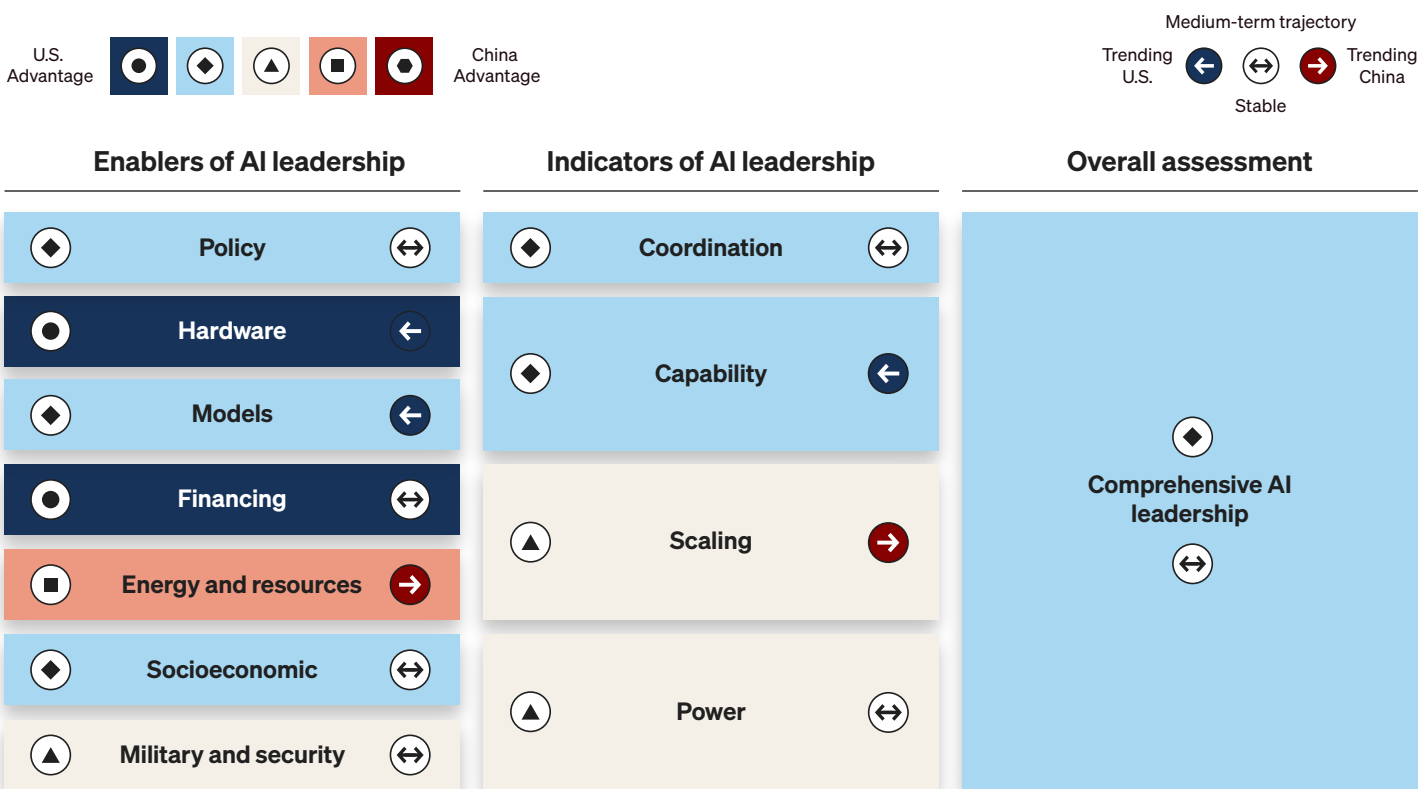 Medium-term trajectory
U.S.
Advantage
China
Advantage
Trending
U.S.
Trending
China
Stable
Enablers of AI leadership
Indicators of AI leadership
Overall assessment
Policy
Hardware
Models
Financing
Energy and resources
Socioeconomic
Military and security
Coordination
Capability
Scaling
Power
Comprehensive AI
leadership